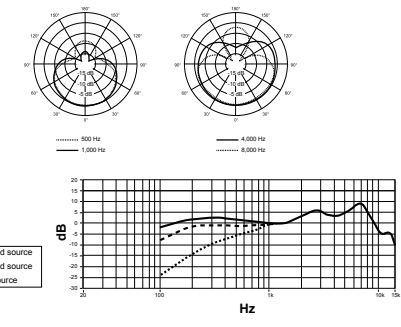 180°
150°
150°
120°
120°
90°
90°
-15 dB
-10 dB
-5 dB
60°
60°
30°
30°
0°
180°
150°
150°
120°
120°
90°
90°
-15 dB
-10 dB
-5 dB
60°
60°
30°
30°
0°
500 Hz
1,000 Hz
4,000 Hz
8,000 Hz
d source
d source
ource
dB
20
15
10
5
0
-5
-10
-15
-20
-25
-30
20
100
1k
10k
15k
Hz